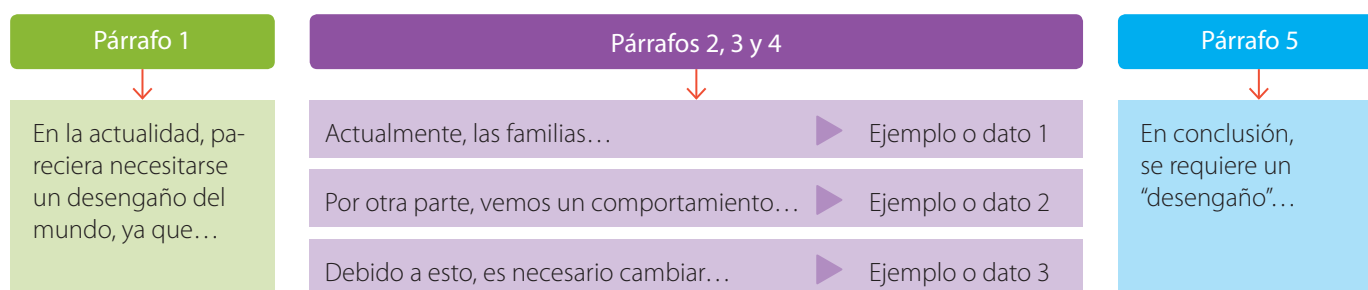 Párrafo 1
En la actualidad, pa-
reciera necesitarse
un desengaño del
mundo, ya que…
Párrafos 2, 3 y 4
Actualmente, las familias… Ejemplo o dato 1
Por otra parte, vemos un comportamiento… Ejemplo o dato 2
Debido a esto, es necesario cambiar… Ejemplo o dato 3
Párrafo 5
En conclusión,
se requiere un
“desengaño”…